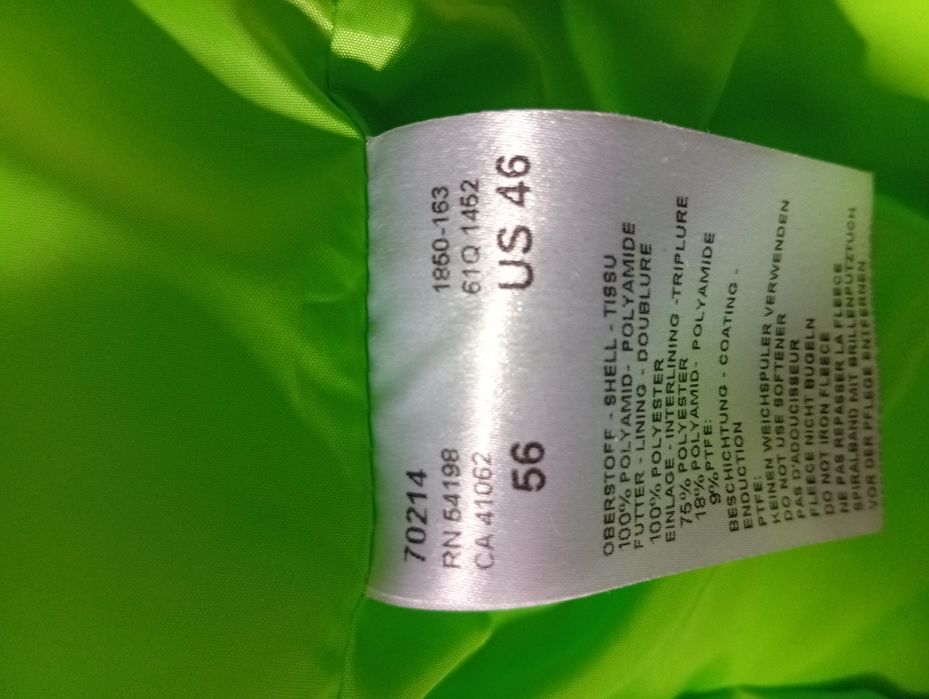 70214 1850-163
RN 54198 61Q 1452
CA 41062
56 US 46
OBERSTOFF - SHELL - TISSU
100% POLYAMID- POLYAMIDE
FUTTER - LINING - DOUBLURE
100% POLYESTER
EINLAGE - INTERLINING -TRIPLURE
75% POLYESTER
18% POLYAMID- POLYAMIDE
9%PTFE:
BESCHICHTUNG - COATING -
ENDUCTION
PTFE:
KEINEN WEICHSPÜLER VERWENDEN
DO NOT USE SOFTENER
PAS D'ADOUCISSEUR
FLEECE NICHT BÜGELN
DO NOT IRON FLEECE
NE PAS REPASSER LA FLEECE
SPIRALBAND MIT BRILLENPUTZTUCH
VOR DER PFLEGE ENTFERNEN